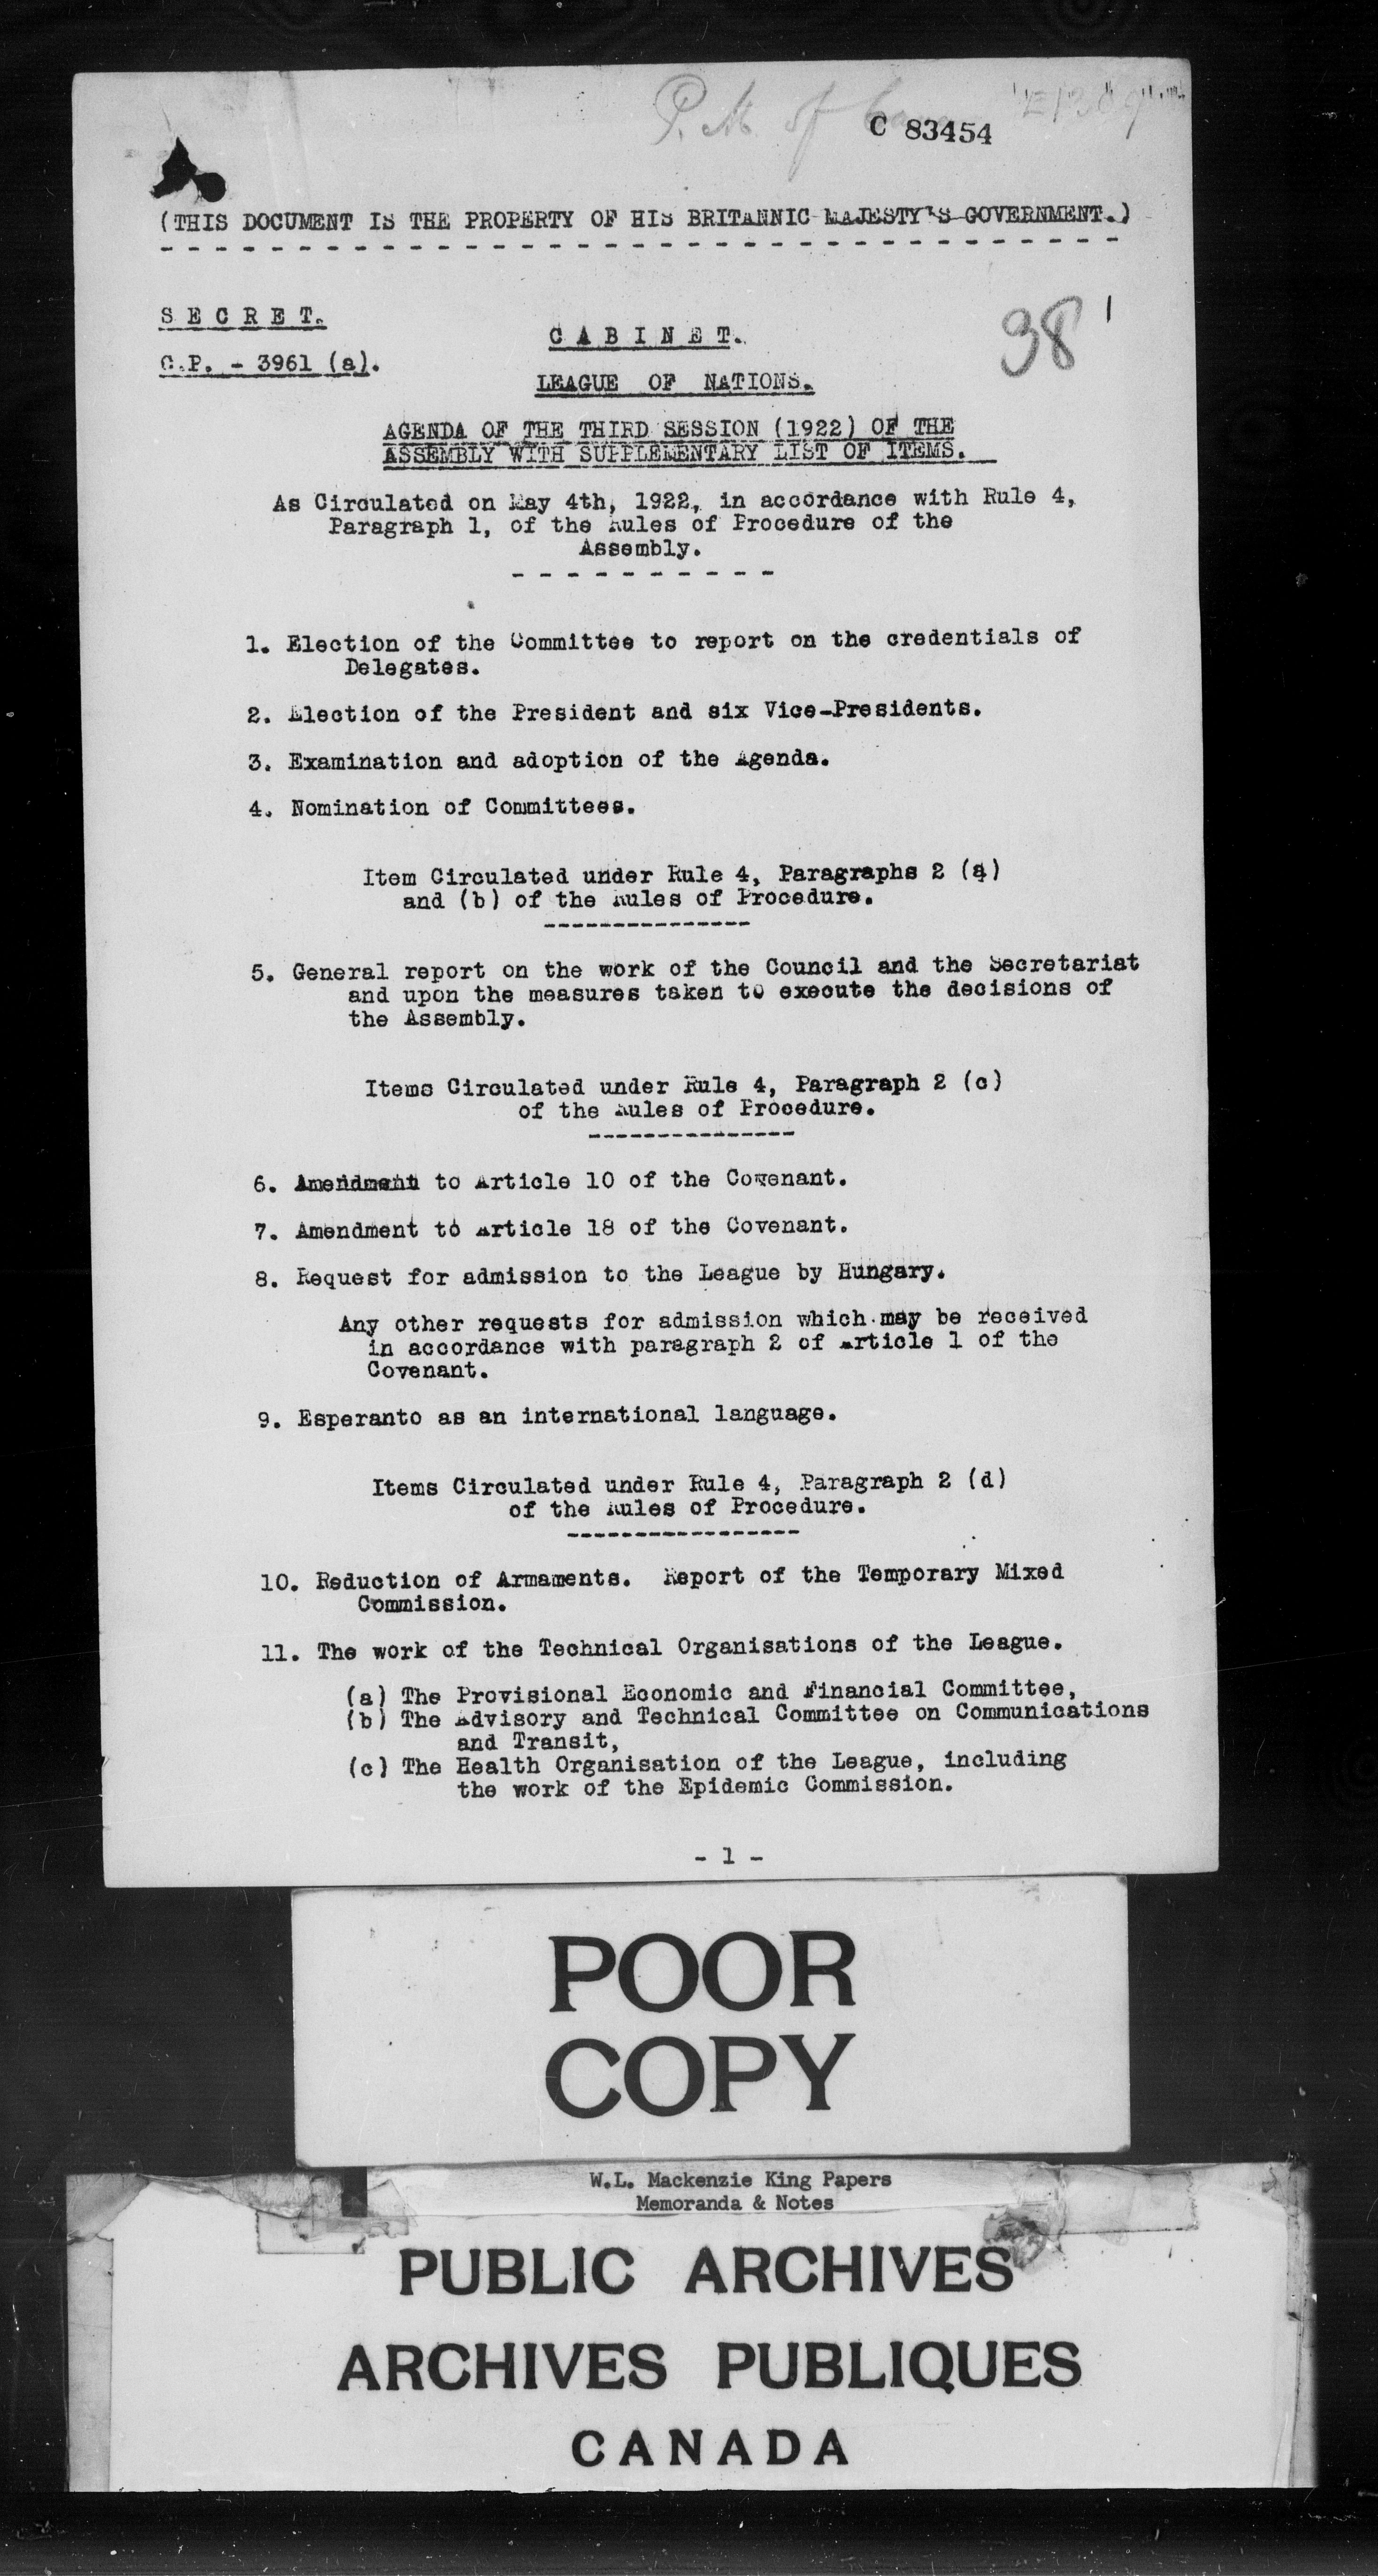 P. M. of
C 83454
(THIS DOCUMENT IS THE PROPERTY OF HIS BRITANNIC MAJESTY'S GOVERNMENT.)
SECRET.
C.P. - 3961 (a).
38
1
CABINET.
LEAGUE OF NATIONS.
AGENDA OF THE THIRD SESSION (1922) OF THE
ASSEMBLY WITH SUPPLEMENTARY LIST OF ITEMS.
As Circulated on May 4th, 1922, in accordance with Rule 4,
Paragraph 1, of the Rules of Procedure of the
Assembly.
1. Election of the Committee to report on the credentials of
Delegates.
2. Election of the President and six Vice-Presidents.
3. Examination and adoption of the Agenda.
4. Nomination of Committees.
Item Circulated under Rule 4, Paragraphs 2 (a)
and (b) of the Rules of Procedure.
5. General report on the work of the Council and the Secretariat
and upon the measures taken to execute the decisions of
the Assembly.
Items Circulated under Rule 4, Paragraph 2 (c)
of the Rules of Procedure.
6. Amendment to Article 10 of the Covenant.
7. Amendment to Article 18 of the Covenant.
8. Request for admission to the League by Hungary.
Any other requests for admission which may be received
in accordance with paragraph 2 of Article 1 of the
Covenant.
9. Esperanto as an international language.
Items Circulated under Rule 4, Paragraph 2 (d)
of the Rules of Procedure.
10. Reduction of Armaments. Report of the Temporary Mixed
Commission.
11. The work of the Technical Organisations of the League.
(a) The Provisional Economic and Financial Committee,
(b) The Advisory and Technical Committee on Communications
and Transit,
(c) The Health Organisation of the League, including
the work of the Epidemic Commission.
- 1 -
POOR
COPY
W.L. Mackenzie King Papers
Memoranda & Notes
PUBLIC ARCHIVES
ARCHIVES PUBLIQUES
CANADA